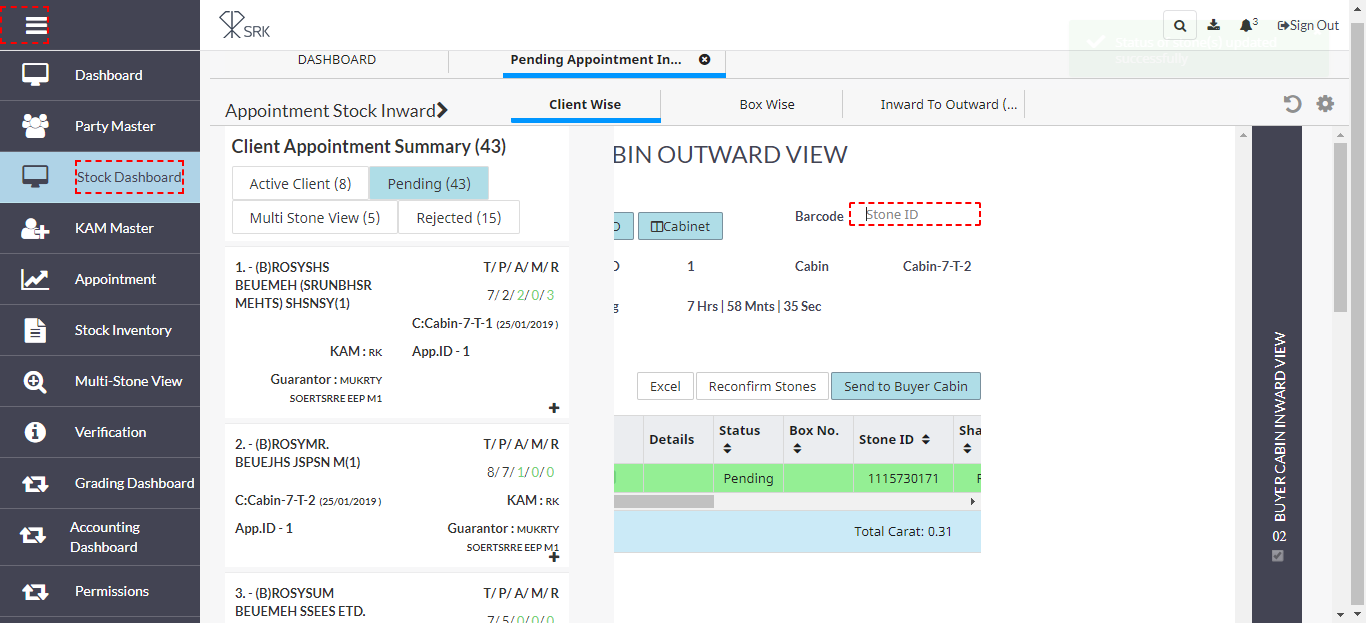 SRK
3
Sign Out
Dashboard
Party Master
Stock Dashboard
KAM Master
Appointment
Stock Inventory
Multi-Stone View
Verification
Grading Dashboard
Accounting
Dashboard
Permissions
DASHBOARD
Pending Appointment In...
Appointment Stock Inward
Client Wise
Box Wise
Inward To Outward (...
Client Appointment Summary (43)
Active Client (8)
Pending (43)
Multi Stone View (5)
Rejected (15)
1. - (B)ROSYSHS
BEUEMEH (SRUNBHSR
MEHTS) SHSNSY(1)
T/ P/ A/ M/ R
7/ 2/ 2/ 0/ 3
C:Cabin-7-T-1 (25/01/2019 )
KAM : RK
App.ID - 1
Guarantor : MUKRTY
SOERTSRRE EEP M1
2. - (B)ROSYMR.
BEUEJHS JSPSN M(1)
T/ P/ A/ M/ R
8/ 7/ 1/ 0/ 0
C:Cabin-7-T-2 (25/01/2019 )
KAM : RK
App.ID - 1
Guarantor : MUKRTY
SOERTSRRE EEP M1
3. - (B)ROSYSUM
BEUEMEH SSEES ETD.
T/ P/ A/ M/ R
7/ 5/ 0/ 0/ 0
BIN OUTWARD VIEW
Cabinet
Barcode
Stone ID
1
Cabin
Cabin-7-T-2
7 Hrs | 58 Mnts | 35 Sec
Excel
Reconfirm Stones
Send to Buyer Cabin
Details
Status
Box No.
Stone ID
Sha
Pending
1115730171
Total Carat: 0.31
02 BUYER CABIN INWARD VIEW